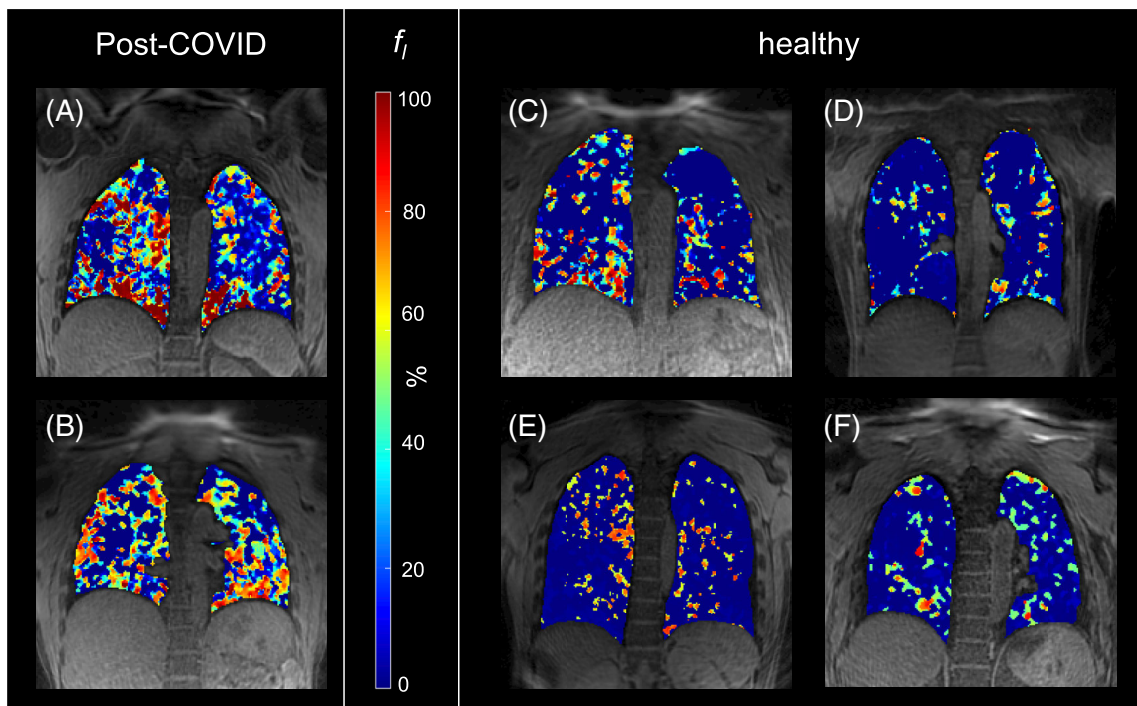 Post-COVID
f_l
healthy
(A)
(B)
100
80
60
%
40
20
0
(C)
(D)
(E)
(F)